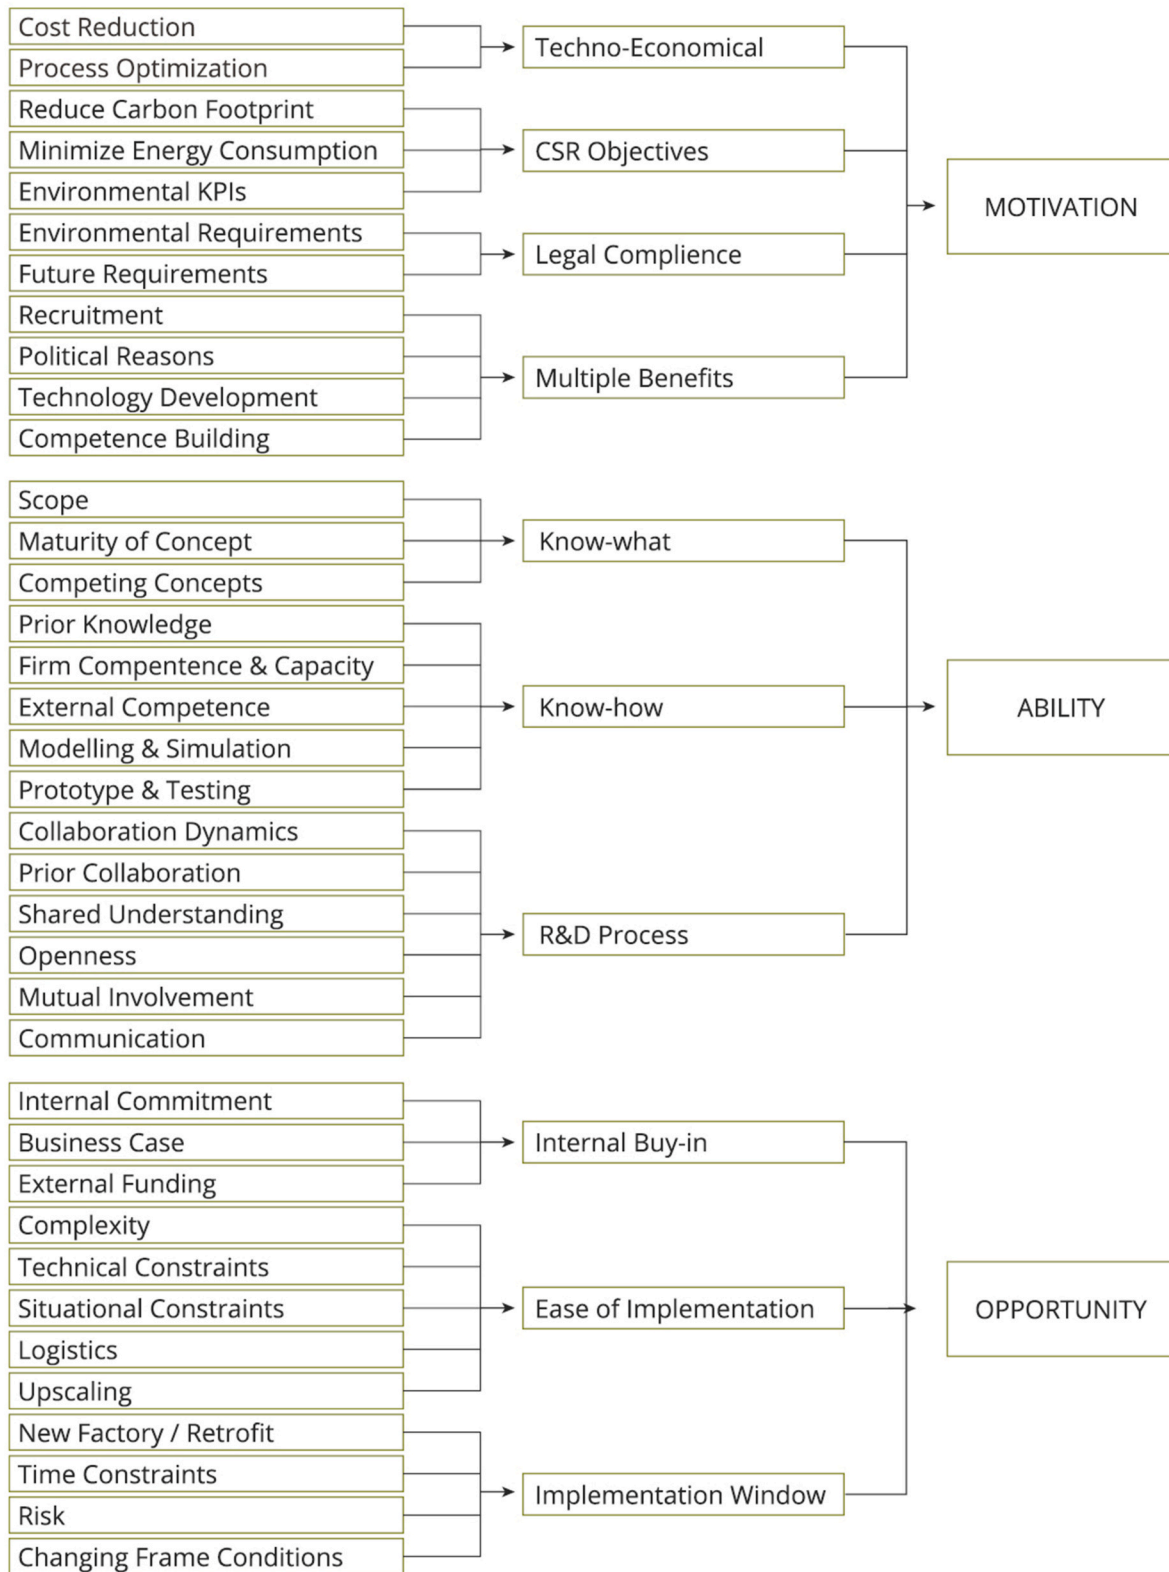 Cost Reduction
Process Optimization
Reduce Carbon Footprint
Minimize Energy Consumption
Environmental KPIs
Environmental Requirements
Future Requirements
Recruitment
Political Reasons
Technology Development
Competence Building
Techno-Economical
CSR Objectives
Legal Complience
Multiple Benefits
MOTIVATION
Scope
Maturity of Concept
Competing Concepts
Prior Knowledge
Firm Compentence & Capacity
External Competence
Modelling & Simulation
Prototype & Testing
Collaboration Dynamics
Prior Collaboration
Shared Understanding
Openness
Mutual Involvement
Communication
Know-what
Know-how
R&D Process
ABILITY
Internal Commitment
Business Case
External Funding
Complexity
Technical Constraints
Situational Constraints
Logistics
Upscaling
New Factory / Retrofit
Time Constraints
Risk
Changing Frame Conditions
Internal Buy-in
Ease of Implementation
Implementation Window
OPPORTUNITY